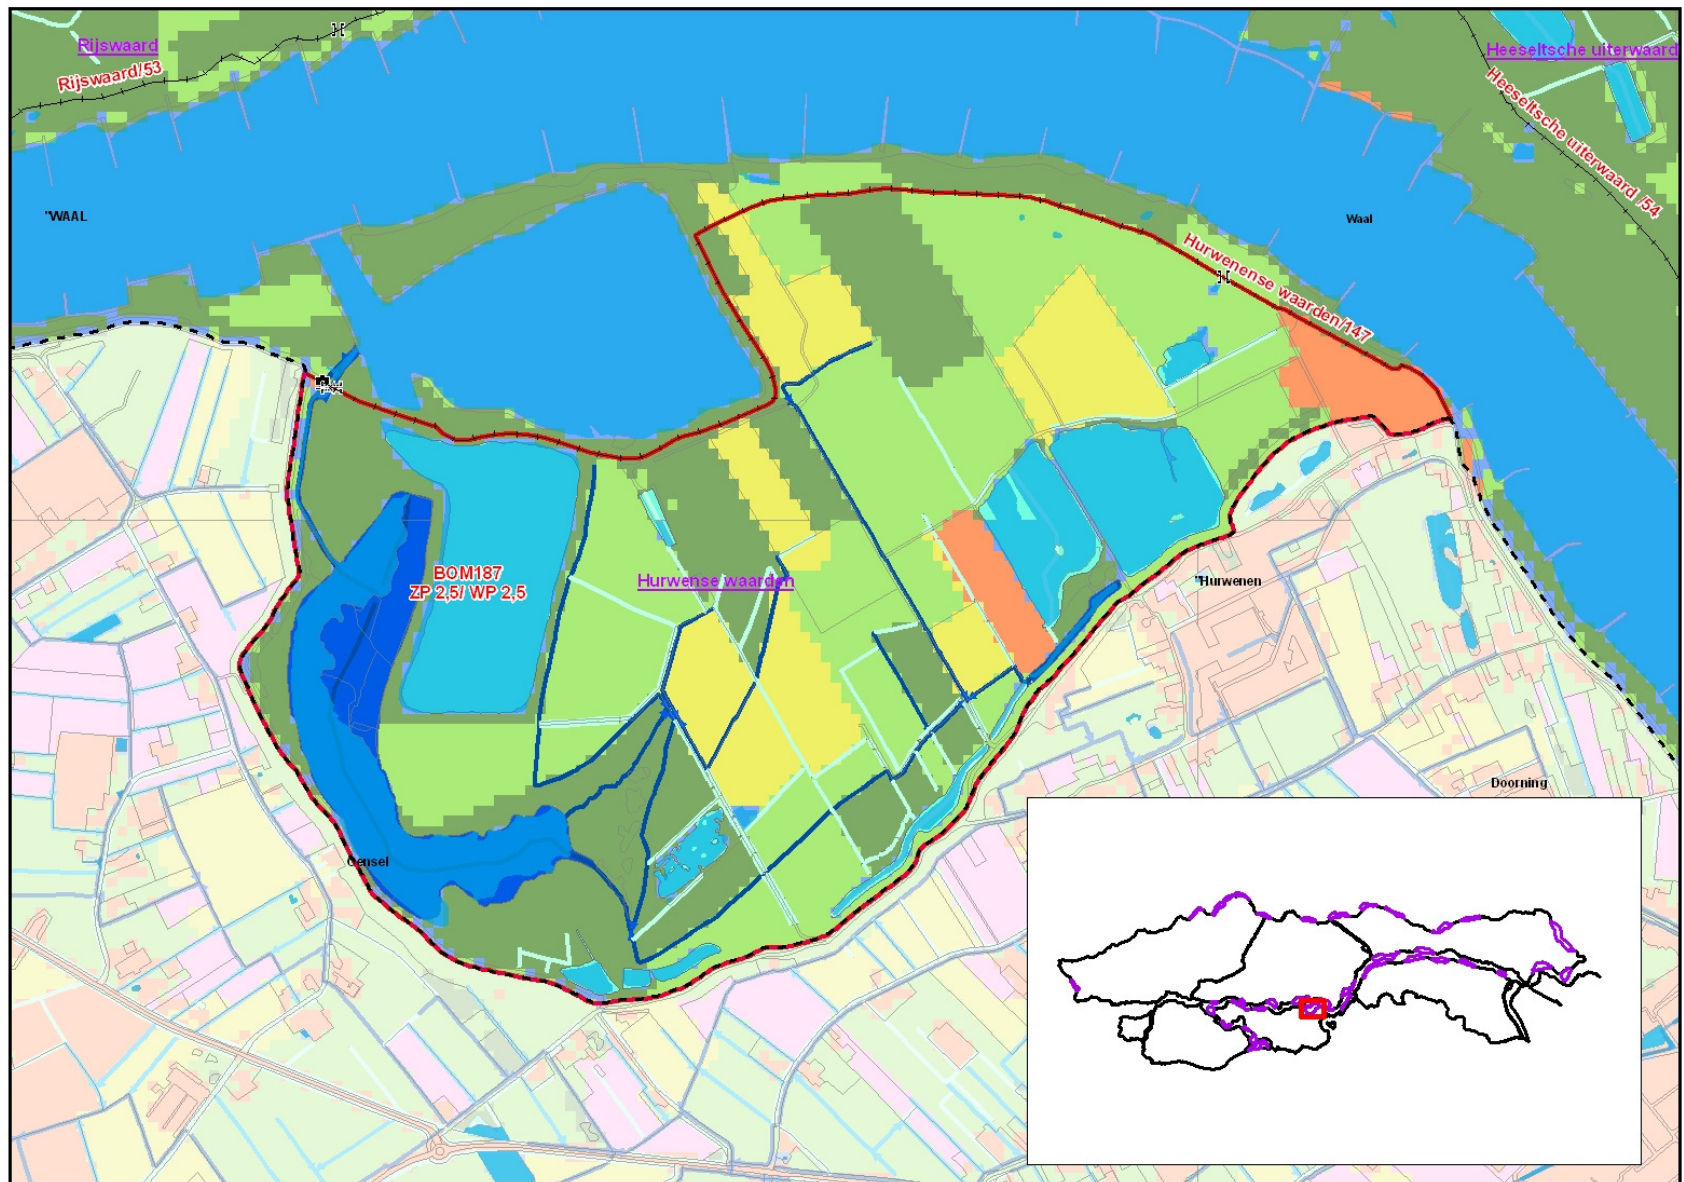 Rijswaard
Rijswaard/53
Heeseltsche uiterwaard
Heeseltsche uiterwaard /54
"WAAL
Waal
Hurwenense waarden/147
BOM187
ZP 2,5/ WP 2,5
Hurwense waarden
"Hurwenen
Doorning
Gensel